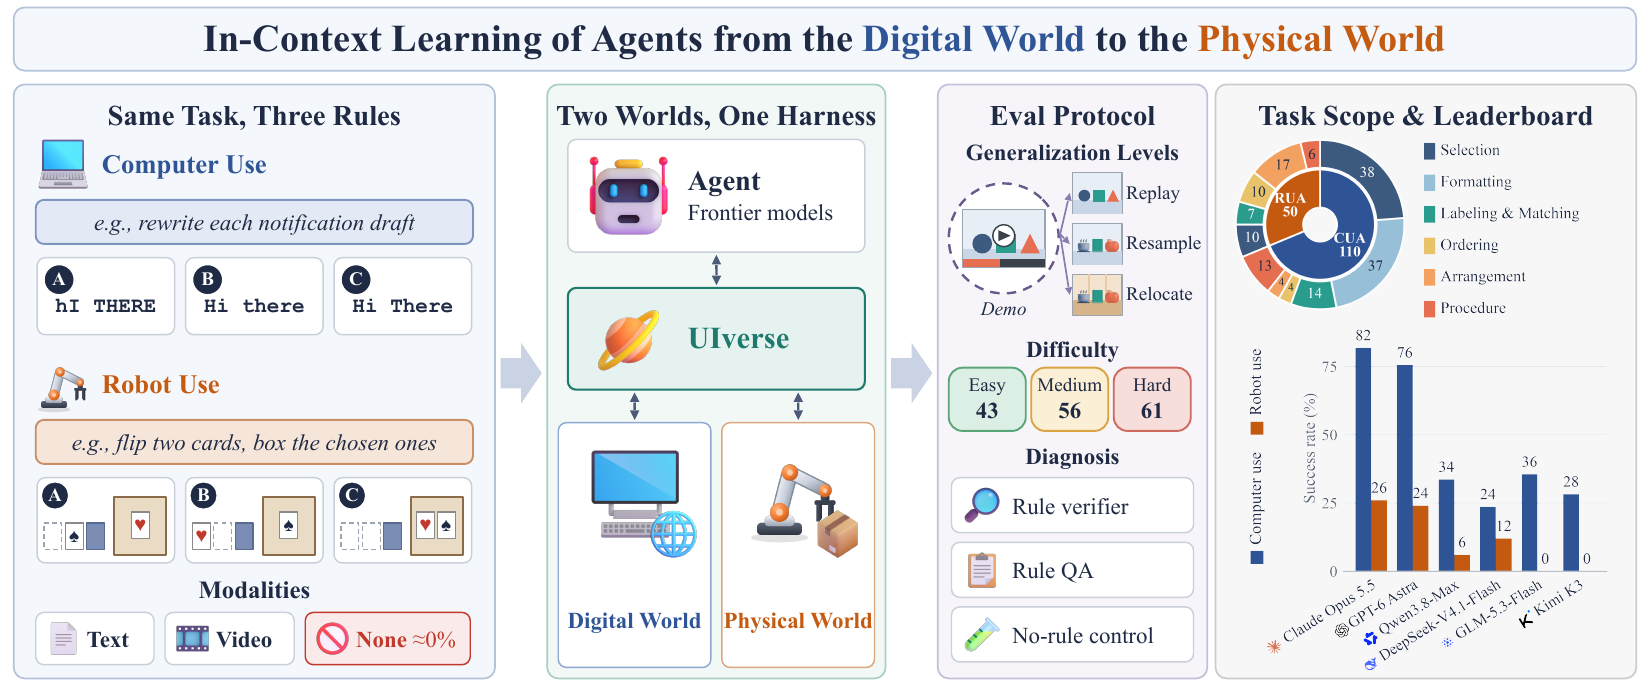 In-Context Learning of Agents from the Digital World to the Physical World
Same Task, Three Rules
Computer Use
e.g., rewrite each notification draft
A
hI THERE
B
Hi there
C
Hi There
Robot Use
e.g., flip two cards, box the chosen ones
A
B
C
Modalities
Text
Video
None ≈0%
Two Worlds, One Harness
Agent
Frontier models
UIverse
Digital World
Physical World
Eval Protocol
Generalization Levels
Demo
Replay
Resample
Relocate
Difficulty
Easy
43
Medium
56
Hard
61
Diagnosis
Rule verifier
Rule QA
No-rule control
Task Scope & Leaderboard
RUA
50
CUA
110
38
37
14
4
4
13
10
7
10
17
6
Selection
Formatting
Labeling & Matching
Ordering
Arrangement
Procedure
Computer use
Robot use
Success rate (%)
75
50
25
0
82
26
76
24
34
6
24
12
36
0
28
0
Claude Opus 5.5
GPT-6 Astra
Qwen3.8-Max
DeepSeek-V4.1-Flash
GLM-5.3-Flash
Kimi K3